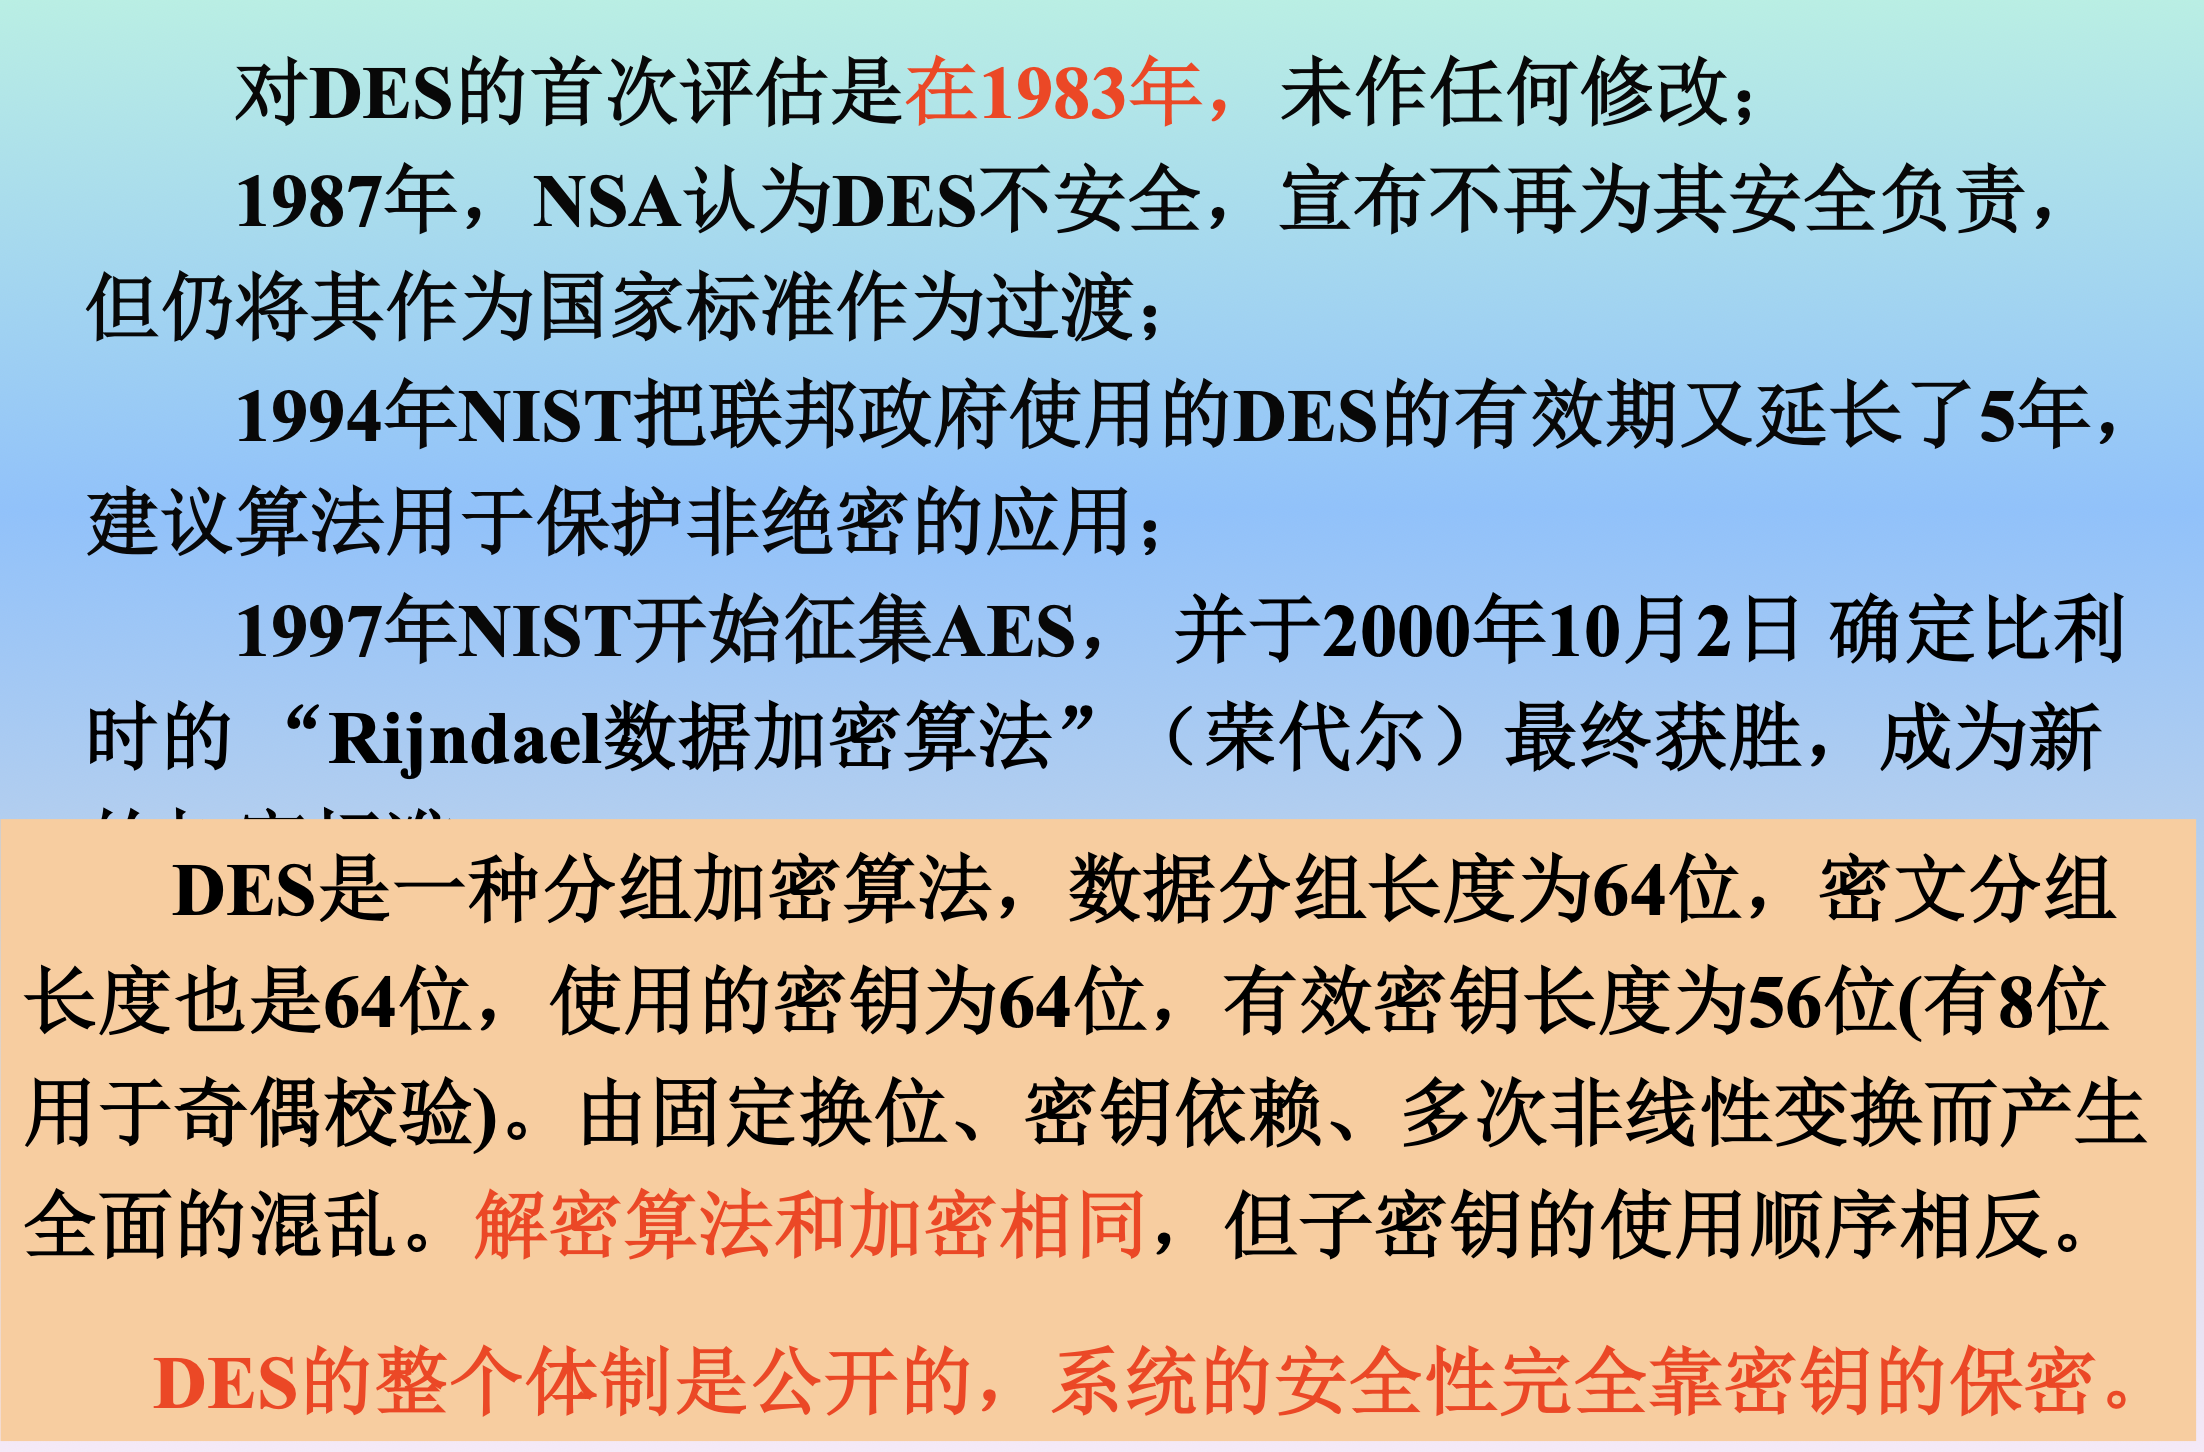 对DES的首次评估是在1983年，未作任何修改；
1987年，NSA认为DES不安全，宣布不再为其安全负责，
但仍将其作为国家标准作为过渡；
1994年NIST把联邦政府使用的DES的有效期又延长了5年，
建议算法用于保护非绝密的应用；
1997年NIST开始征集AES， 并于2000年10月2日 确定比利
时的 “Rijndael数据加密算法” （荣代尔）最终获胜，成为新
DES是一种分组加密算法，数据分组长度为64位，密文分组
长度也是64位，使用的密钥为64位，有效密钥长度为56位(有8位
用于奇偶校验)。由固定换位、密钥依赖、多次非线性变换而产生
全面的混乱。解密算法和加密相同，但子密钥的使用顺序相反。
DES的整个体制是公开的，系统的安全性完全靠密钥的保密。